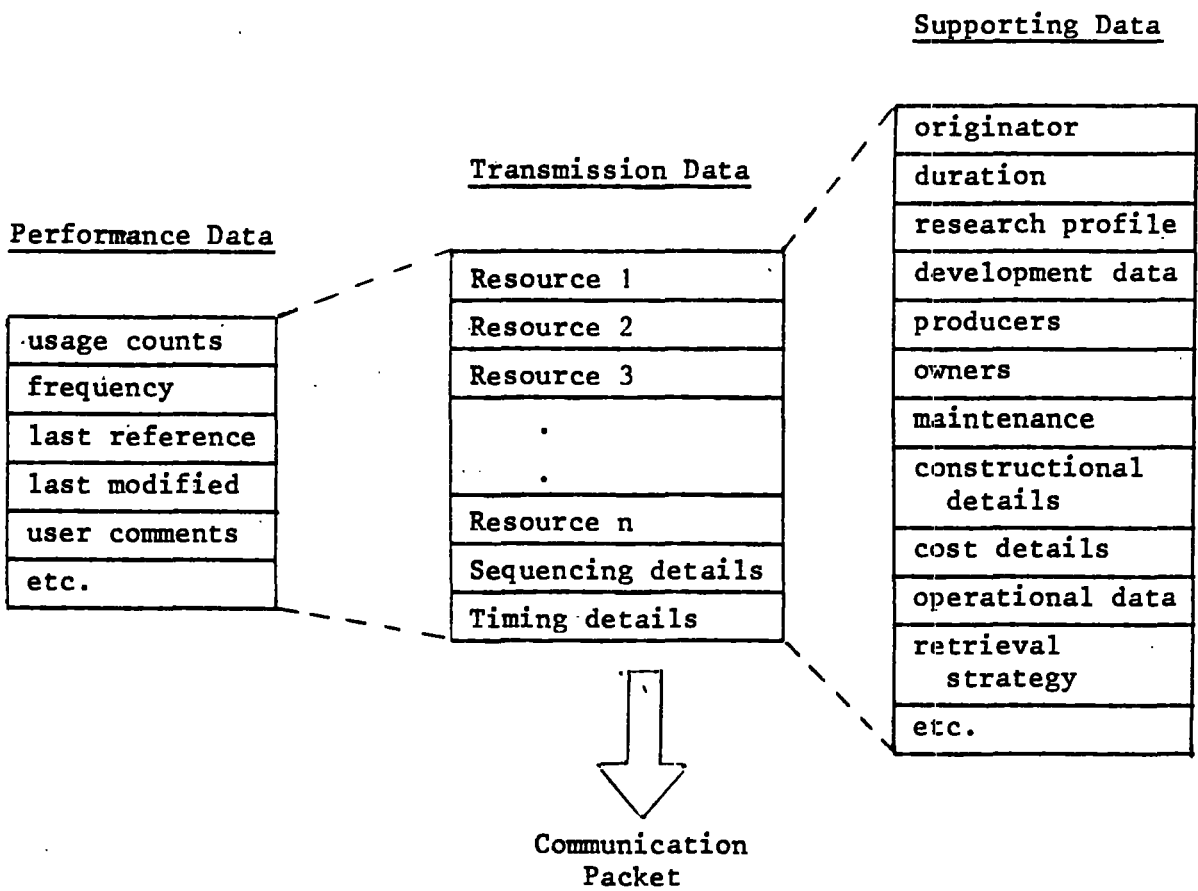 Supporting Data
originator
duration
research profile
development data
producers
owners
maintenance
constructional
details
cost details
operational data
retrieval
strategy
etc.
Transmission Data
Resource 1
Resource 2
Resource 3
.
.
Resource n
Sequencing details
Timing details
Communication
Packet
Performance Data
usage counts
frequency
last reference
last modified
user comments
etc.